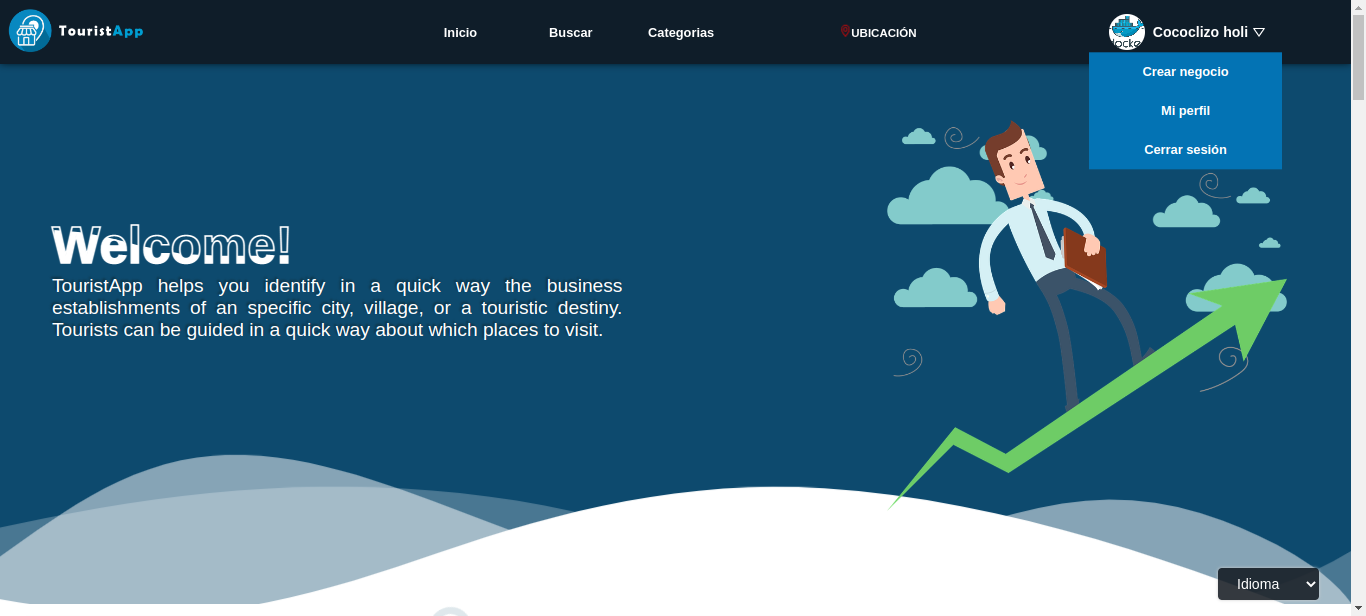 TouristApp
Inicio
Buscar
Categorias
UBICACIÓN
Cococlizo holi
Crear negocio
Mi perfil
Cerrar sesión
Welcome!
TouristApp helps you identify in a quick way the business
establishments of an specific city, village, or a touristic destiny.
Tourists can be guided in a quick way about which places to visit.
Idioma